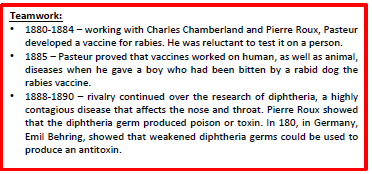 Teamwork:
• 1880-1884 – working with Charles Chamberland and Pierre Roux, Pasteur
developed a vaccine for rabies. He was reluctant to test it on a person.
• 1885 – Pasteur proved that vaccines worked on human, as well as animal,
diseases when he gave a boy who had been bitten by a rabid dog the
rabies vaccine.
• 1888-1890 – rivalry continued over the research of diphtheria, a highly
contagious disease that affects the nose and throat. Pierre Roux showed
that the diphtheria germ produced poison or toxin. In 180, in Germany,
Emil Behring, showed that weakened diphtheria germs could be used to
produce an antitoxin.